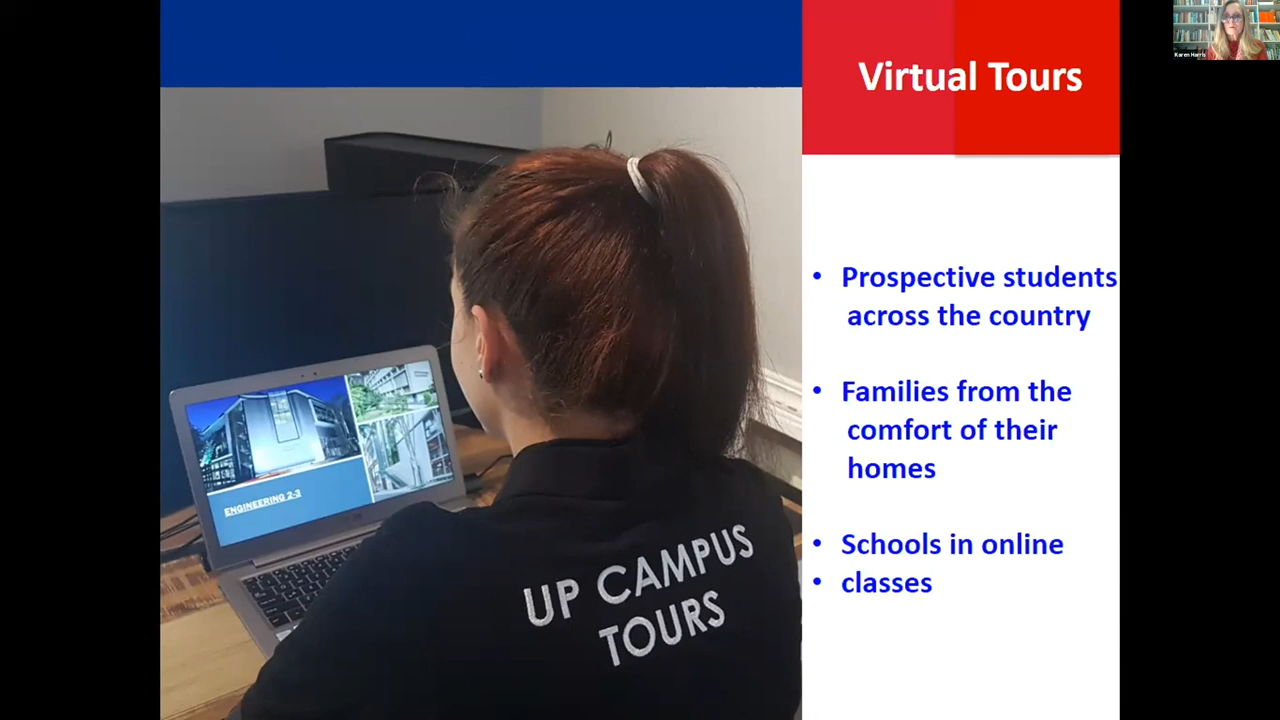 Virtual Tours
Karen Harris
• Prospective students
across the country
• Families from the
comfort of their
homes
• Schools in online
• classes
ENGINEERING 2-3
UP CAMPUS
TOURS